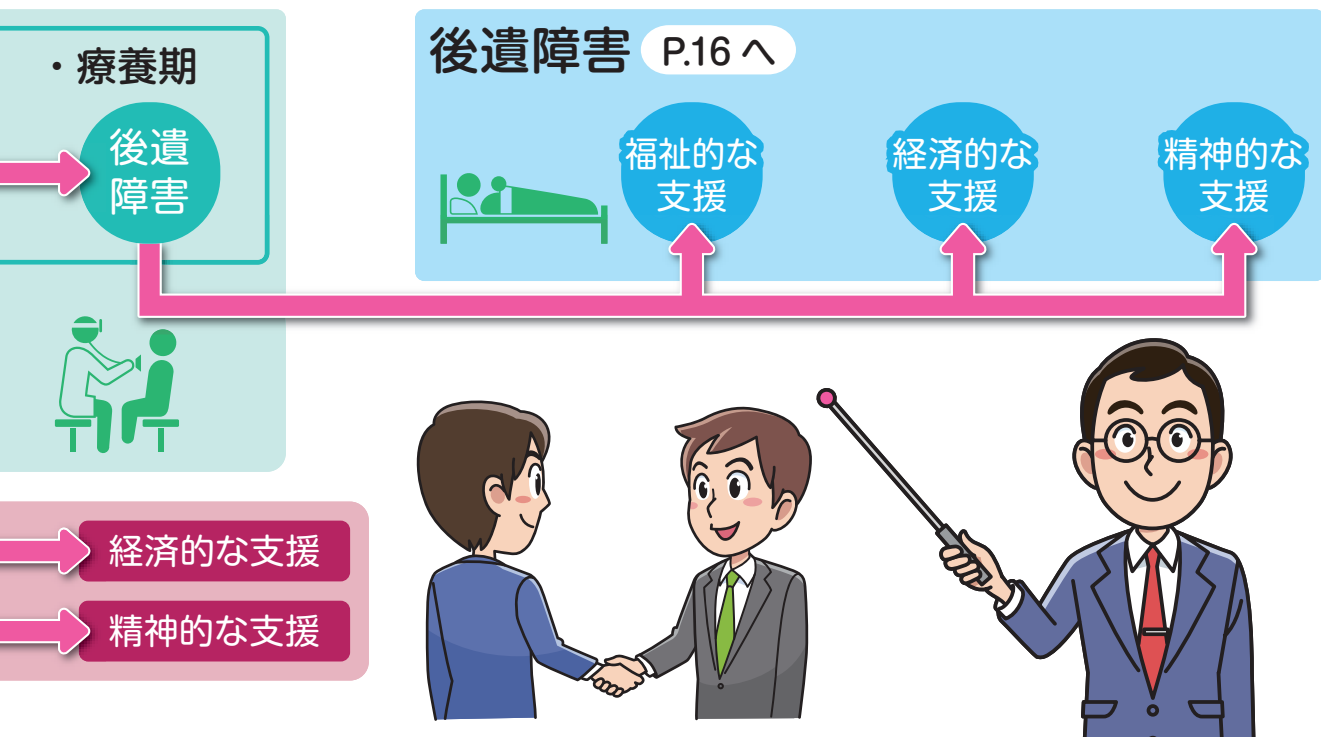 ・療養期
後遺
障害
後遺障害 P.16 へ
福祉的な
支援
経済的な
支援
精神的な
支援
経済的な支援
精神的な支援